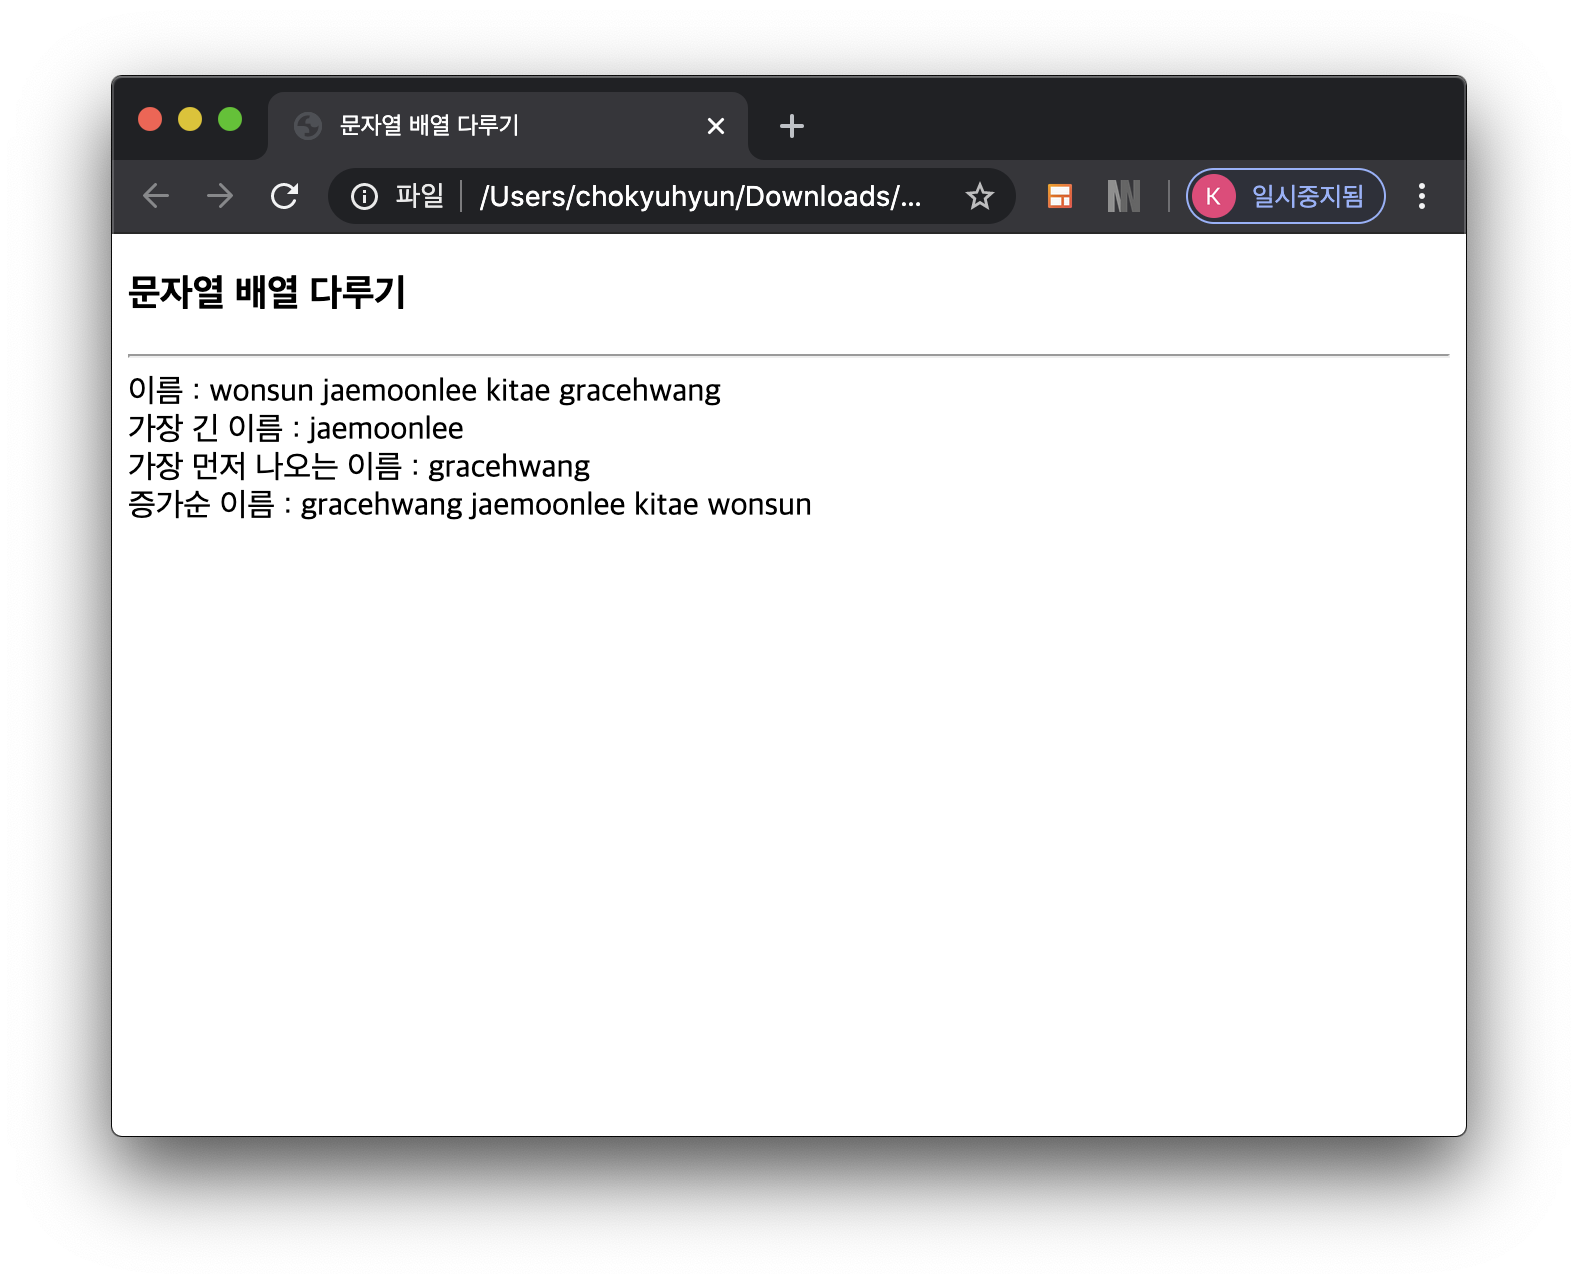 문자열 배열 다루기
파일 /Users/chokyuhyun/Downloads/...
K 일시중지됨
문자열 배열 다루기
이름 : wonsun jaemoonlee kitae gracehwang
가장 긴 이름 : jaemoonlee
가장 먼저 나오는 이름 : gracehwang
증가순 이름 : gracehwang jaemoonlee kitae wonsun